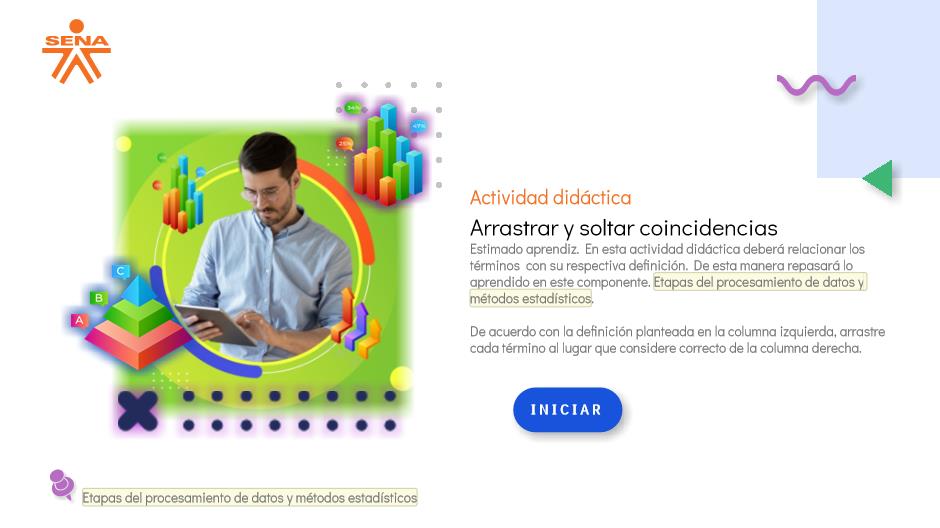 SENA
34%
47%
25%
C
B
A
Actividad didáctica
Arrastrar y soltar coincidencias
Estimado aprendiz. En esta actividad didáctica deberá relacionar los
términos con su respectiva definición. De esta manera repasará lo
aprendido en este componente. Etapas del procesamiento de datos y
métodos estadísticos.
De acuerdo con la definición planteada en la columna izquierda, arrastre
cada término al lugar que considere correcto de la columna derecha.
INICIAR
Etapas del procesamiento de datos y métodos estadísticos